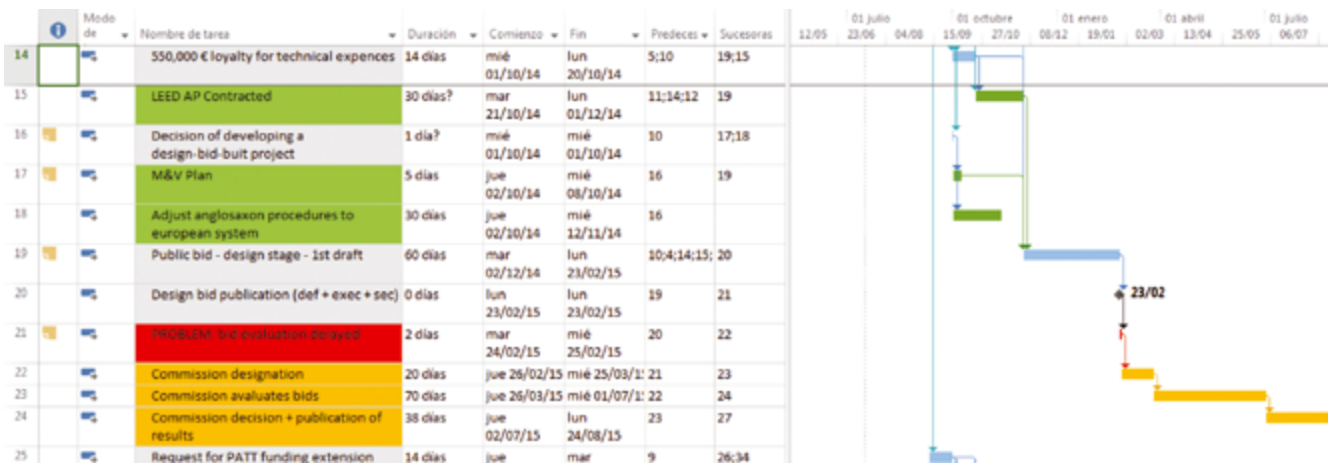 Modo
de
Nombre de tarea
Duración
Comienzo
Fin
Predeces
Sucesoras
01 julio
01 octubre
01 enero
01 abril
01 julio
12/05
23/06
04/08
15/09
27/10
08/12
19/01
02/03
13/04
25/05
06/07
14 550,000 € loyalty for technical expences 14 días mié lun 5;10 19;15
01/10/14 20/10/14
15 LEED AP Contracted 30 días? mar lun 11;14;12 19
21/10/14 01/12/14
16 Decision of developing a 1 día? mié mié 10 17;18
design-bid-buit project 01/10/14 01/10/14
17 M&V Plan 5 días jue mié 16 19
02/10/14 08/10/14
18 Adjust anglosaxon procedures to 30 días jue mié 16
european system 02/10/14 12/11/14
19 Public bid - design stage - 1st draft 60 días mar lun 10;4;14;15; 20
02/12/14 23/02/15
20 Design bid publication (def + exec + sec) 0 días lun lun 19 21
23/02/15 23/02/15
23/02
21 PROBLEM: bid evaluation delayed 2 días mar mié 20 22
24/02/15 25/02/15
22 Commission designation 20 días jue 26/02/15 mié 25/03/1 21 23
23 Commission avaluates bids 70 días jue 26/03/15 mié 01/07/1 22 24
24 Commission decision + publication of 38 días jue lun 23 27
results 02/07/15 24/08/15
25 Request for PATT funding extension 14 días jue mar 9 26;34